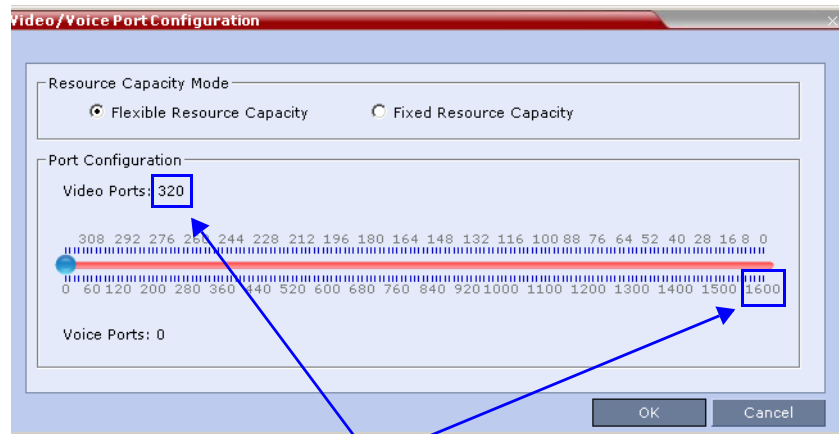 Video/Voice Port Configuration
Resource Capacity Mode
Flexible Resource Capacity Fixed Resource Capacity
Port Configuration
Video Ports: 320
308 292 276 260 244 228 212 196 180 164 148 132 116 100 88 76 64 52 40 28 16 8 0
0 60 120 200 280 360 440 520 600 680 760 840 920 1000 1100 1200 1300 1400 1500 1600
Voice Ports: 0
OK Cancel